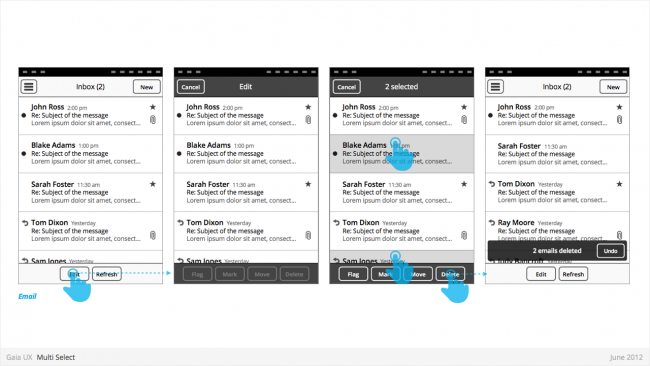 Inbox (2)
New
John Ross 2:00 pm
Re: Subject of the message
Lorem ipsum dolor sit amet, consect...
Blake Adams 1:00 pm
Re: Subject of the message
Lorem ipsum dolor sit amet, consect...
Sarah Foster 11:30 am
Re: Subject of the message
Lorem ipsum dolor sit amet, consect...
Tom Dixon Yesterday
Re: Subject of the message
Lorem ipsum dolor sit amet, consect...
Sam Jones Yesterday
Edit
Refresh
Email
Cancel
Edit
John Ross 2:00 pm
Re: Subject of the message
Lorem ipsum dolor sit amet, consect...
Blake Adams 1:00 pm
Re: Subject of the message
Lorem ipsum dolor sit amet, consect...
Sarah Foster 11:30 am
Re: Subject of the message
Lorem ipsum dolor sit amet, consect...
Tom Dixon Yesterday
Re: Subject of the message
Lorem ipsum dolor sit amet, consect...
Sam Jones Yesterday
Flag
Mark
Move
Delete
Cancel
2 selected
John Ross 2:00 pm
Re: Subject of the message
Lorem ipsum dolor sit amet, consect...
Blake Adams 1:00 pm
Re: Subject of the message
Lorem ipsum dolor sit amet, consect...
Sarah Foster 11:30 am
Re: Subject of the message
Lorem ipsum dolor sit amet, consect...
Tom Dixon Yesterday
Re: Subject of the message
Lorem ipsum dolor sit amet, consect...
Sam Jones Yesterday
Flag
Mark
Move
Delete
Inbox (2)
New
John Ross 2:00 pm
Re: Subject of the message
Lorem ipsum dolor sit amet, consect...
Sarah Foster 11:30 am
Re: Subject of the message
Lorem ipsum dolor sit amet, consect...
Tom Dixon Yesterday
Re: Subject of the message
Lorem ipsum dolor sit amet, consect...
Ray Moore Yesterday
Re: Subject of the message
2 emails deleted
Undo
Edit
Refresh
Gaia UX Multi Select
June 2012